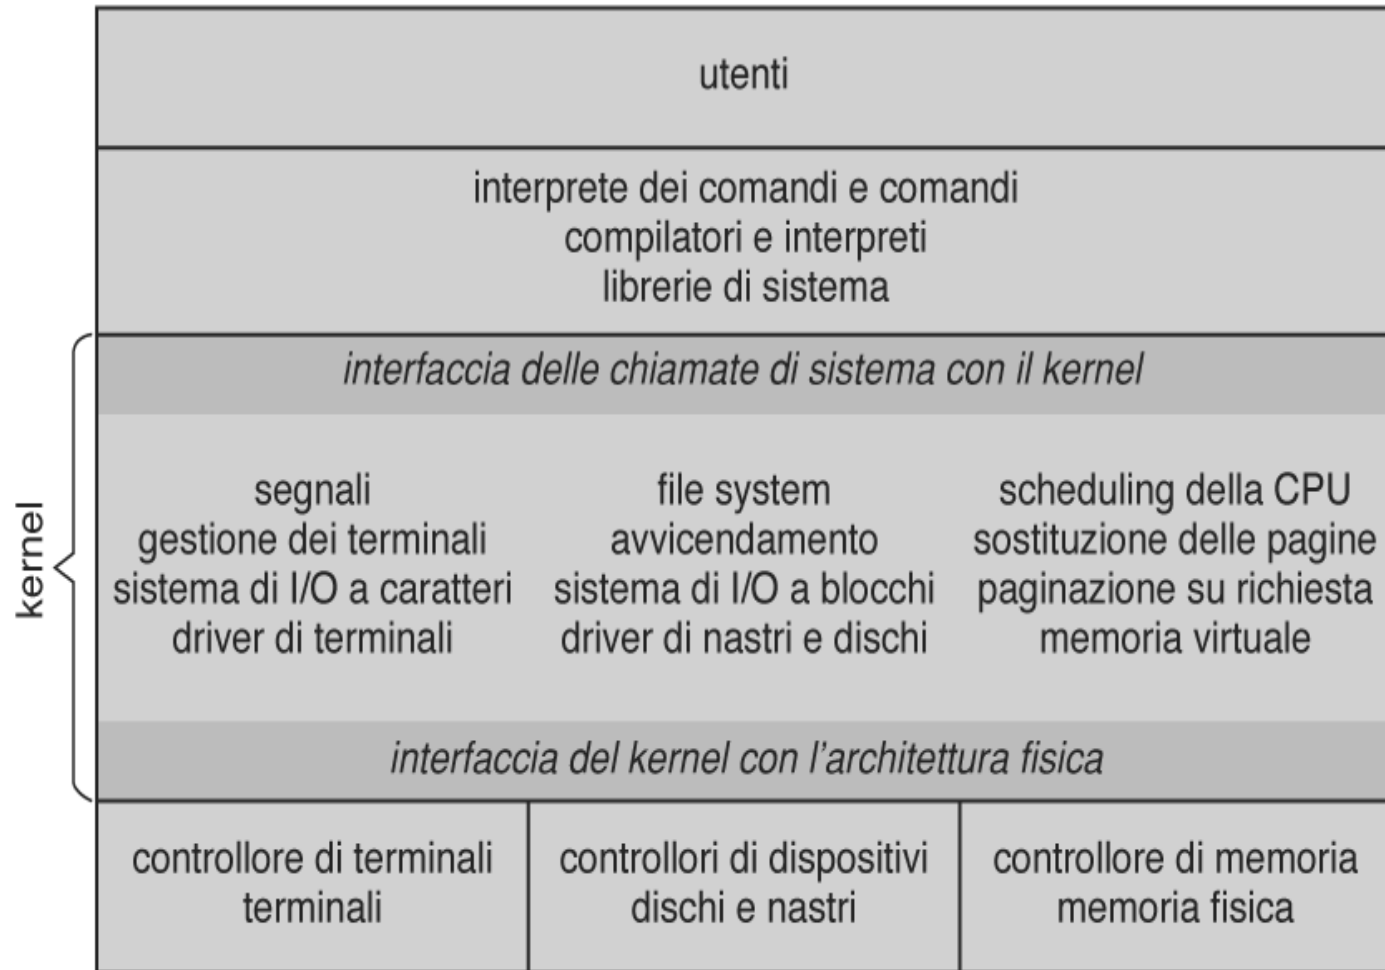 utenti
interprete dei comandi e comandi
compilatori e interpreti
librerie di sistema
interfaccia delle chiamate di sistema con il kernel
kernel
segnali
gestione dei terminali
sistema di I/O a caratteri
driver di terminali
file system
avvicendamento
sistema di I/O a blocchi
driver di nastri e dischi
scheduling della CPU
sostituzione delle pagine
paginazione su richiesta
memoria virtuale
interfaccia del kernel con l'architettura fisica
controllore di terminali
terminali
controllori di dispositivi
dischi e nastri
controllore di memoria
memoria fisica